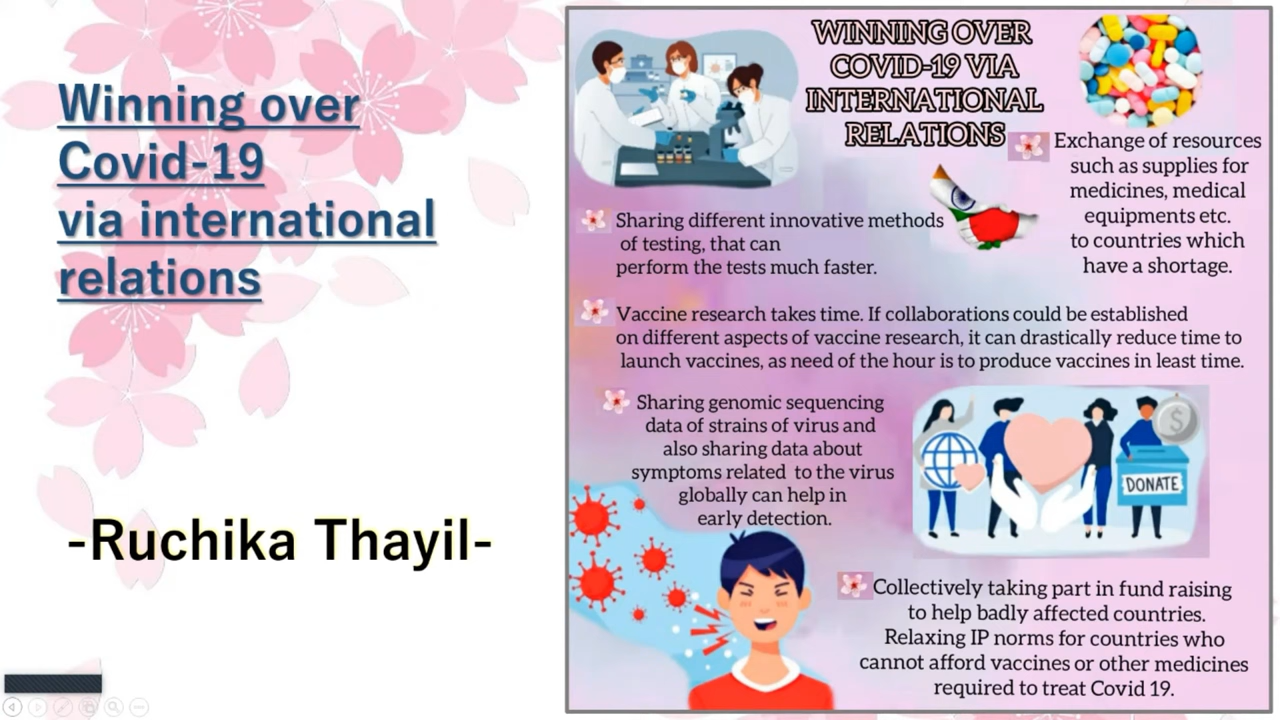 Winning over
Covid-19
via international
relations
-Ruchika Thayil-
WINNING OVER
COVID-19 VIA
INTERNATIONAL
RELATIONS
Exchange of resources
such as supplies for
medicines, medical
equipments etc.
to countries which
have a shortage.
Sharing different innovative methods
of testing, that can
perform the tests much faster.
Vaccine research takes time. If collaborations could be established
on different aspects of vaccine research, it can drastically reduce time to
launch vaccines, as need of the hour is to produce vaccines in least time.
Sharing genomic sequencing
data of strains of virus and
also sharing data about
symptoms related to the virus
globally can help in
early detection.
$
DONATE
Collectively taking part in fund raising
to help badly affected countries.
Relaxing IP norms for countries who
cannot afford vaccines or other medicines
required to treat Covid 19.